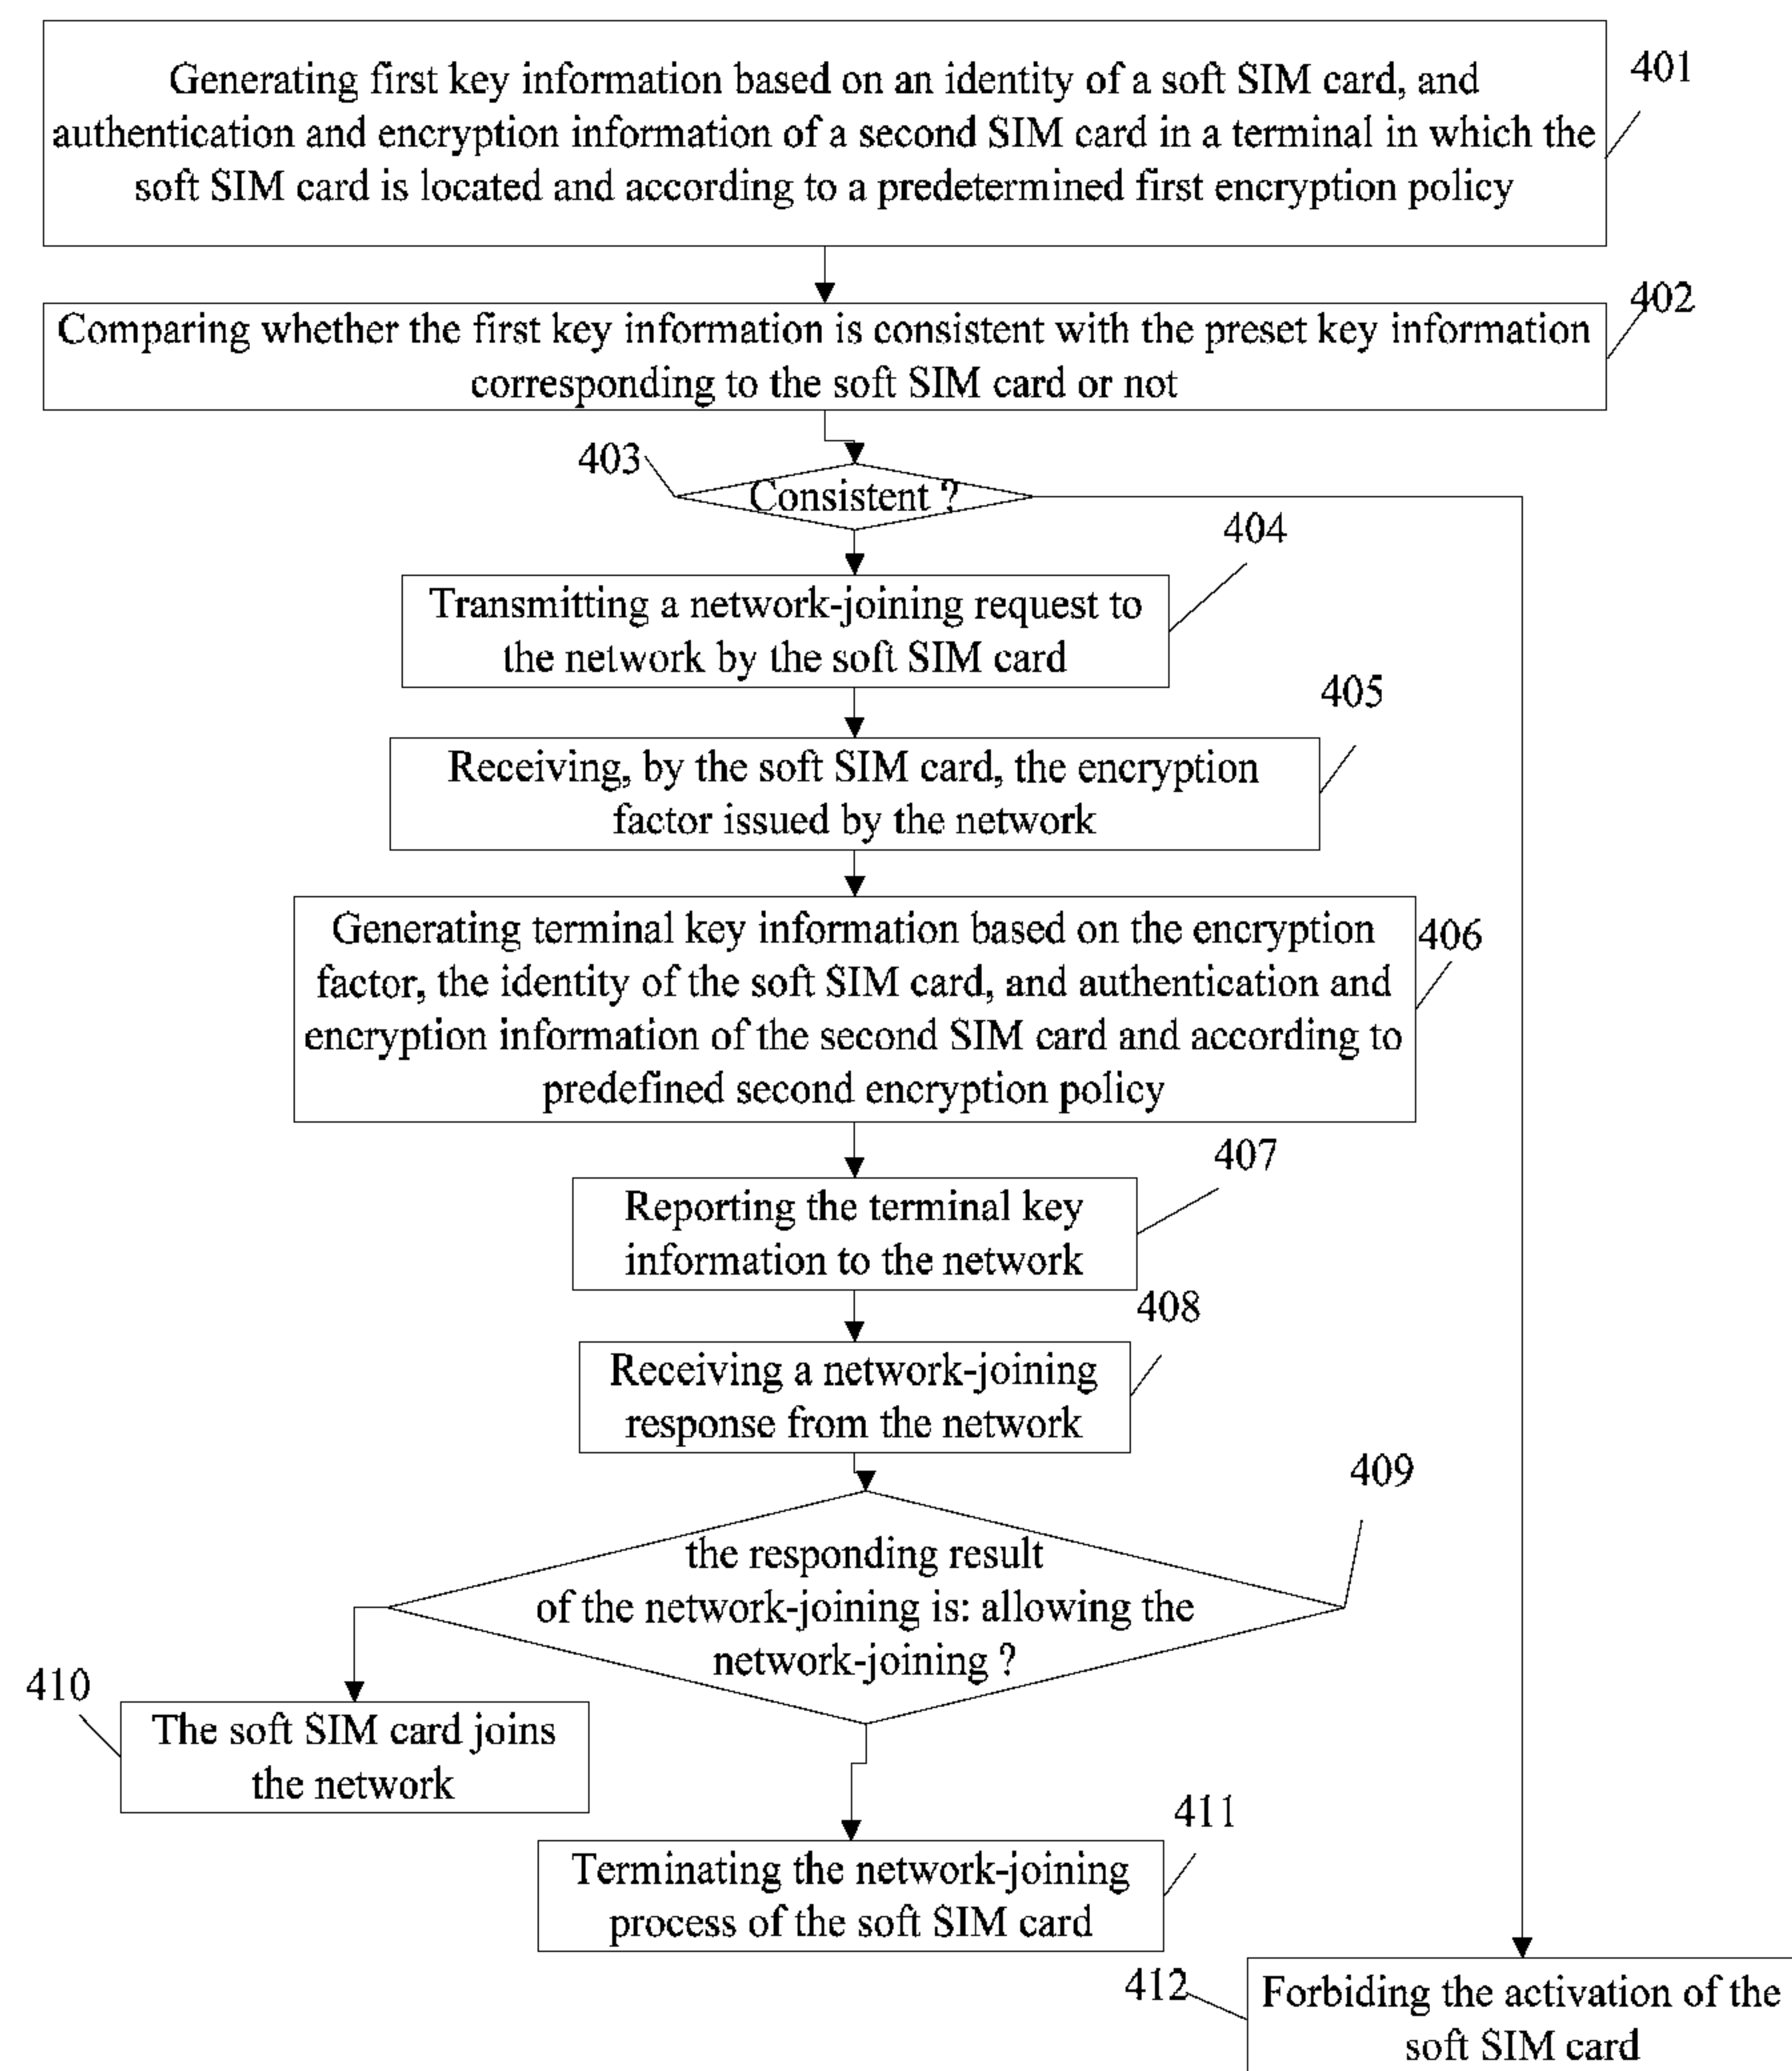 Generating first key information based on an identity of a soft SIM card, and
authentication and encryption information of a second SIM card in a terminal in which the
soft SIM card is located and according to a predetermined first encryption policy
401
Comparing whether the first key information is consistent with the preset key information
corresponding to the soft SIM card or not
402
403
Consistent ?
404
Transmitting a network-joining request to
the network by the soft SIM card
405
Receiving, by the soft SIM card, the encryption
factor issued by the network
Generating terminal key information based on the encryption
factor, the identity of the soft SIM card, and authentication and
encryption information of the second SIM card and according to
predefined second encryption policy
406
407
Reporting the terminal key
information to the network
408
Receiving a network-joining
response from the network
409
the responding result
of the network-joining is: allowing the
network-joining ?
410
The soft SIM card joins
the network
411
Terminating the network-joining
process of the soft SIM card
412
Forbiding the activation of the
soft SIM card